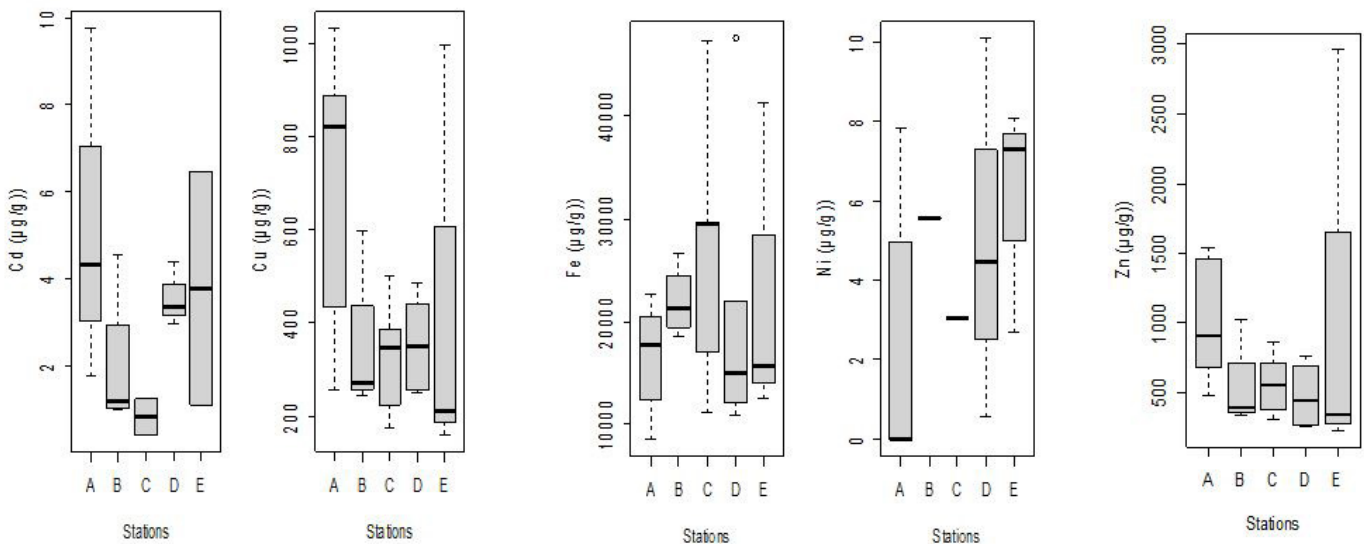 Cd (µg/g))
10
8
6
4
2
A B C D E
Stations
Cu (µg/g))
1000
800
600
400
200
A B C D E
Stations
Fe (µg/g))
40000
30000
20000
10000
A B C D E
Stations
Ni (µg/g))
10
8
6
4
2
0
A B C D E
Stations
Zn (µg/g))
3000
2500
2000
1500
1000
500
A B C D E
Stations